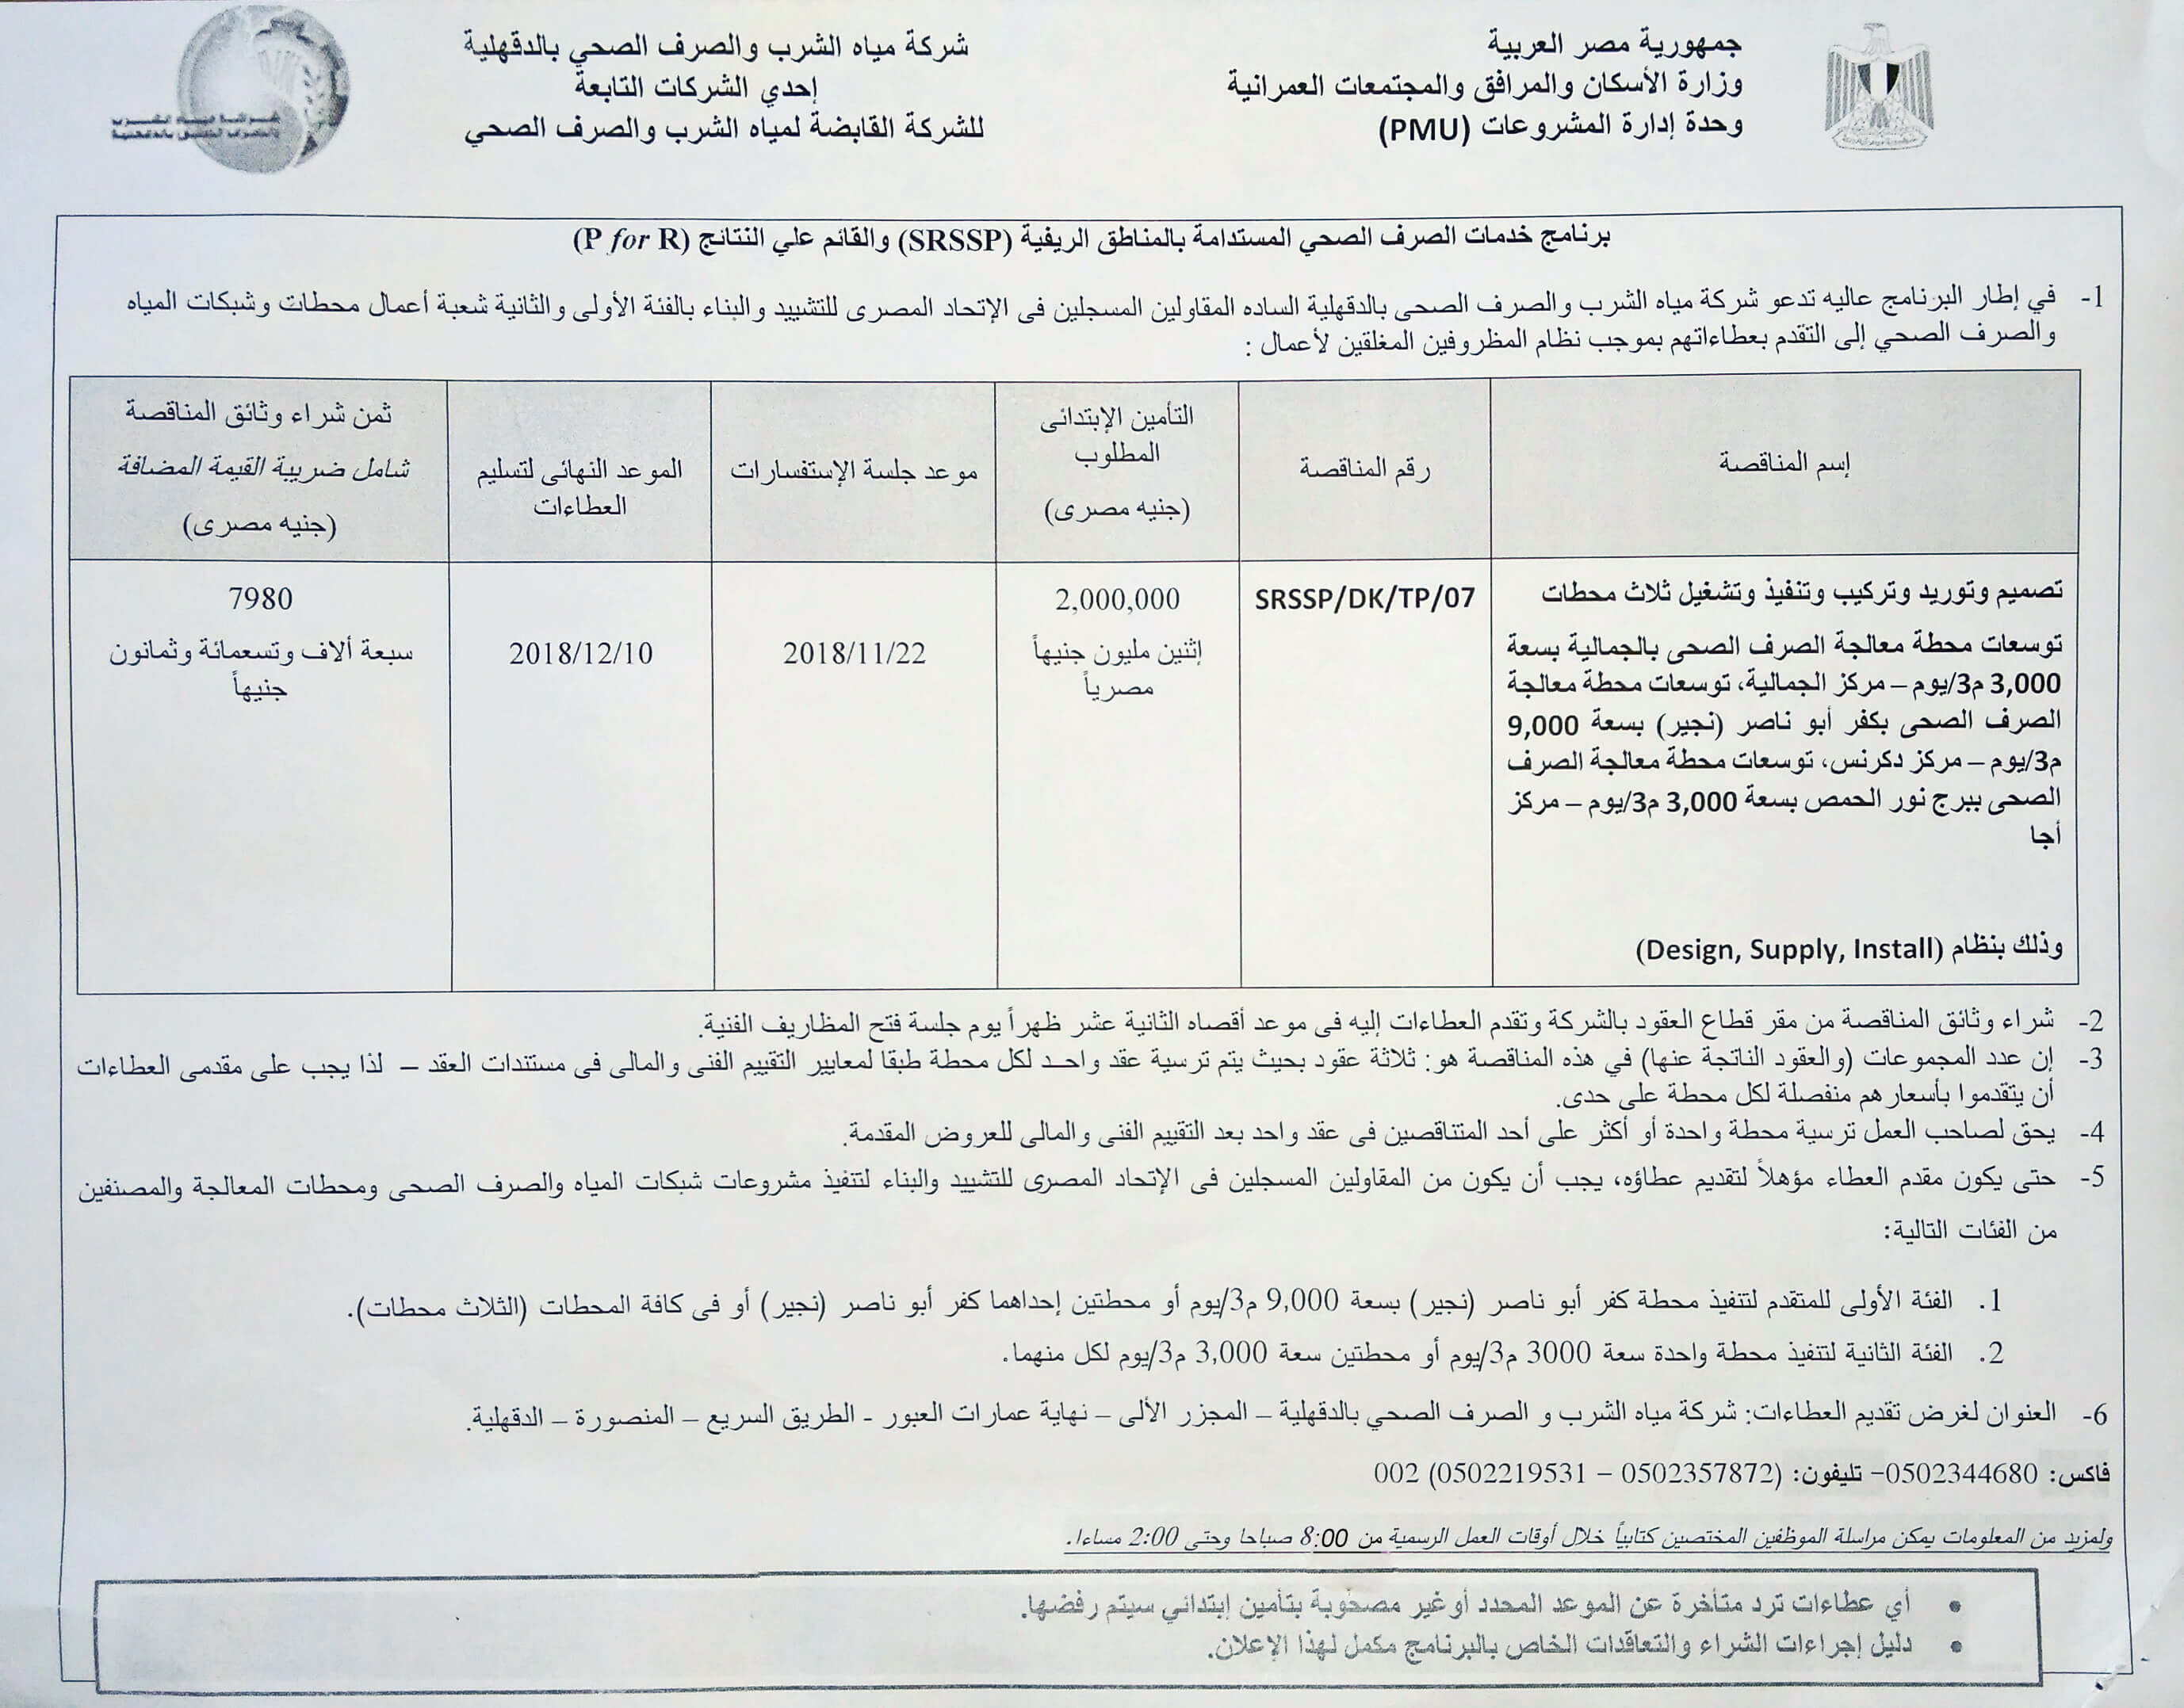 جمهورية مصر العربية
وزارة الأسكان والمرافق والمجتمعات العمرانية
وحدة إدارة المشروعات (PMU)
شركة مياه الشرب والصرف الصحي بالدقهلية
إحدي الشركات التابعة
للشركة القابضة لمياه الشرب والصرف الصحي
شركة مياه الشرب
والصرف الصحى بالدقهلية
برنامج خدمات الصرف الصحي المستدامة بالمناطق الريفية (SRSSP) والقائم علي النتائج (P for R)
1- في إطار البرنامج عاليه تدعو شركة مياه الشرب والصرف الصحى بالدقهلية الساده المقاولين المسجلين فى الإتحاد المصرى للتشييد والبناء بالفئة الأولى والثانية شعبة أعمال محطات وشبكات المياه
والصرف الصحي إلى التقدم بعطاءاتهم بموجب نظام المظروفين المغلقين لأعمال :
إسم المناقصة
رقم المناقصة
التأمين الإبتدائى
المطلوب
(جنيه مصرى)
موعد جلسة الإستفسارات
الموعد النهائى لتسليم
العطاءات
ثمن شراء وثائق المناقصة
شامل ضريبة القيمة المضافة
(جنيه مصرى)
تصميم وتوريد وتركيب وتنفيذ وتشغيل ثلاث محطات
توسعات محطة معالجة الصرف الصحى بالجمالية بسعة
3,000 م3/يوم – مركز الجمالية، توسعات محطة معالجة
الصرف الصحى بكفر أبو ناصر (نجير) بسعة 9,000
م3/يوم – مركز دكرنس، توسعات محطة معالجة الصرف
الصحى ببرج نور الحمص بسعة 3,000 م3/يوم – مركز
أجا
وذلك بنظام (Design, Supply, Install)
SRSSP/DK/TP/07
2,000,000
إثنين مليون جنيهاً
مصرياً
2018/11/22
2018/12/10
7980
سبعة ألاف وتسعمائة وثمانون
جنيهاً
2- شراء وثائق المناقصة من مقر قطاع العقود بالشركة وتقدم العطاءات إليه فى موعد أقصاه الثانية عشر ظهراً يوم جلسة فتح المظاريف الفنية.
3- إن عدد المجموعات (والعقود الناتجة عنها) في هذه المناقصة هو: ثلاثة عقود بحيث يتم ترسية عقد واحـد لكل محطة طبقا لمعايير التقييم الفنى والمالى فى مستندات العقد – لذا يجب على مقدمى العطاءات
أن يتقدموا بأسعارهم منفصلة لكل محطة على حدى.
4- يحق لصاحب العمل ترسية محطة واحدة أو أكثر على أحد المتناقصين فى عقد واحد بعد التقييم الفنى والمالى للعروض المقدمة.
5- حتى يكون مقدم العطاء مؤهلاً لتقديم عطاؤه، يجب أن يكون من المقاولين المسجلين فى الإتحاد المصرى للتشييد والبناء لتنفيذ مشروعات شبكات المياه والصرف الصحى ومحطات المعالجة والمصنفين
من الفئات التالية:
1. الفئة الأولى للمتقدم لتنفيذ محطة كفر أبو ناصر (نجير) بسعة 9,000 م3/يوم أو محطتين إحداهما كفر أبو ناصر (نجير) أو فى كافة المحطات (الثلاث محطات).
2. الفئة الثانية لتنفيذ محطة واحدة سعة 3000 م3/يوم أو محطتين سعة 3,000 م3/يوم لكل منهما.
6- العنوان لغرض تقديم العطاءات: شركة مياه الشرب و الصرف الصحي بالدقهلية – المجزر الألى – نهاية عمارات العبور - الطريق السريع – المنصورة – الدقهلية.
فاكس: 0502344680- تليفون: (0502357872 – 0502219531) 002
ولمزيد من المعلومات يمكن مراسلة الموظفين المختصين كتابياً خلال أوقات العمل الرسمية من 8:00 صباحا وحتى 2:00 مساءا.
• أي عطاءات ترد متأخرة عن الموعد المحدد أو غير مصحوبة بتأمين إبتدائي سيتم رفضها.
• دليل إجراءات الشراء والتعاقدات الخاص بالبرنامج مكمل لهذا الإعلان.